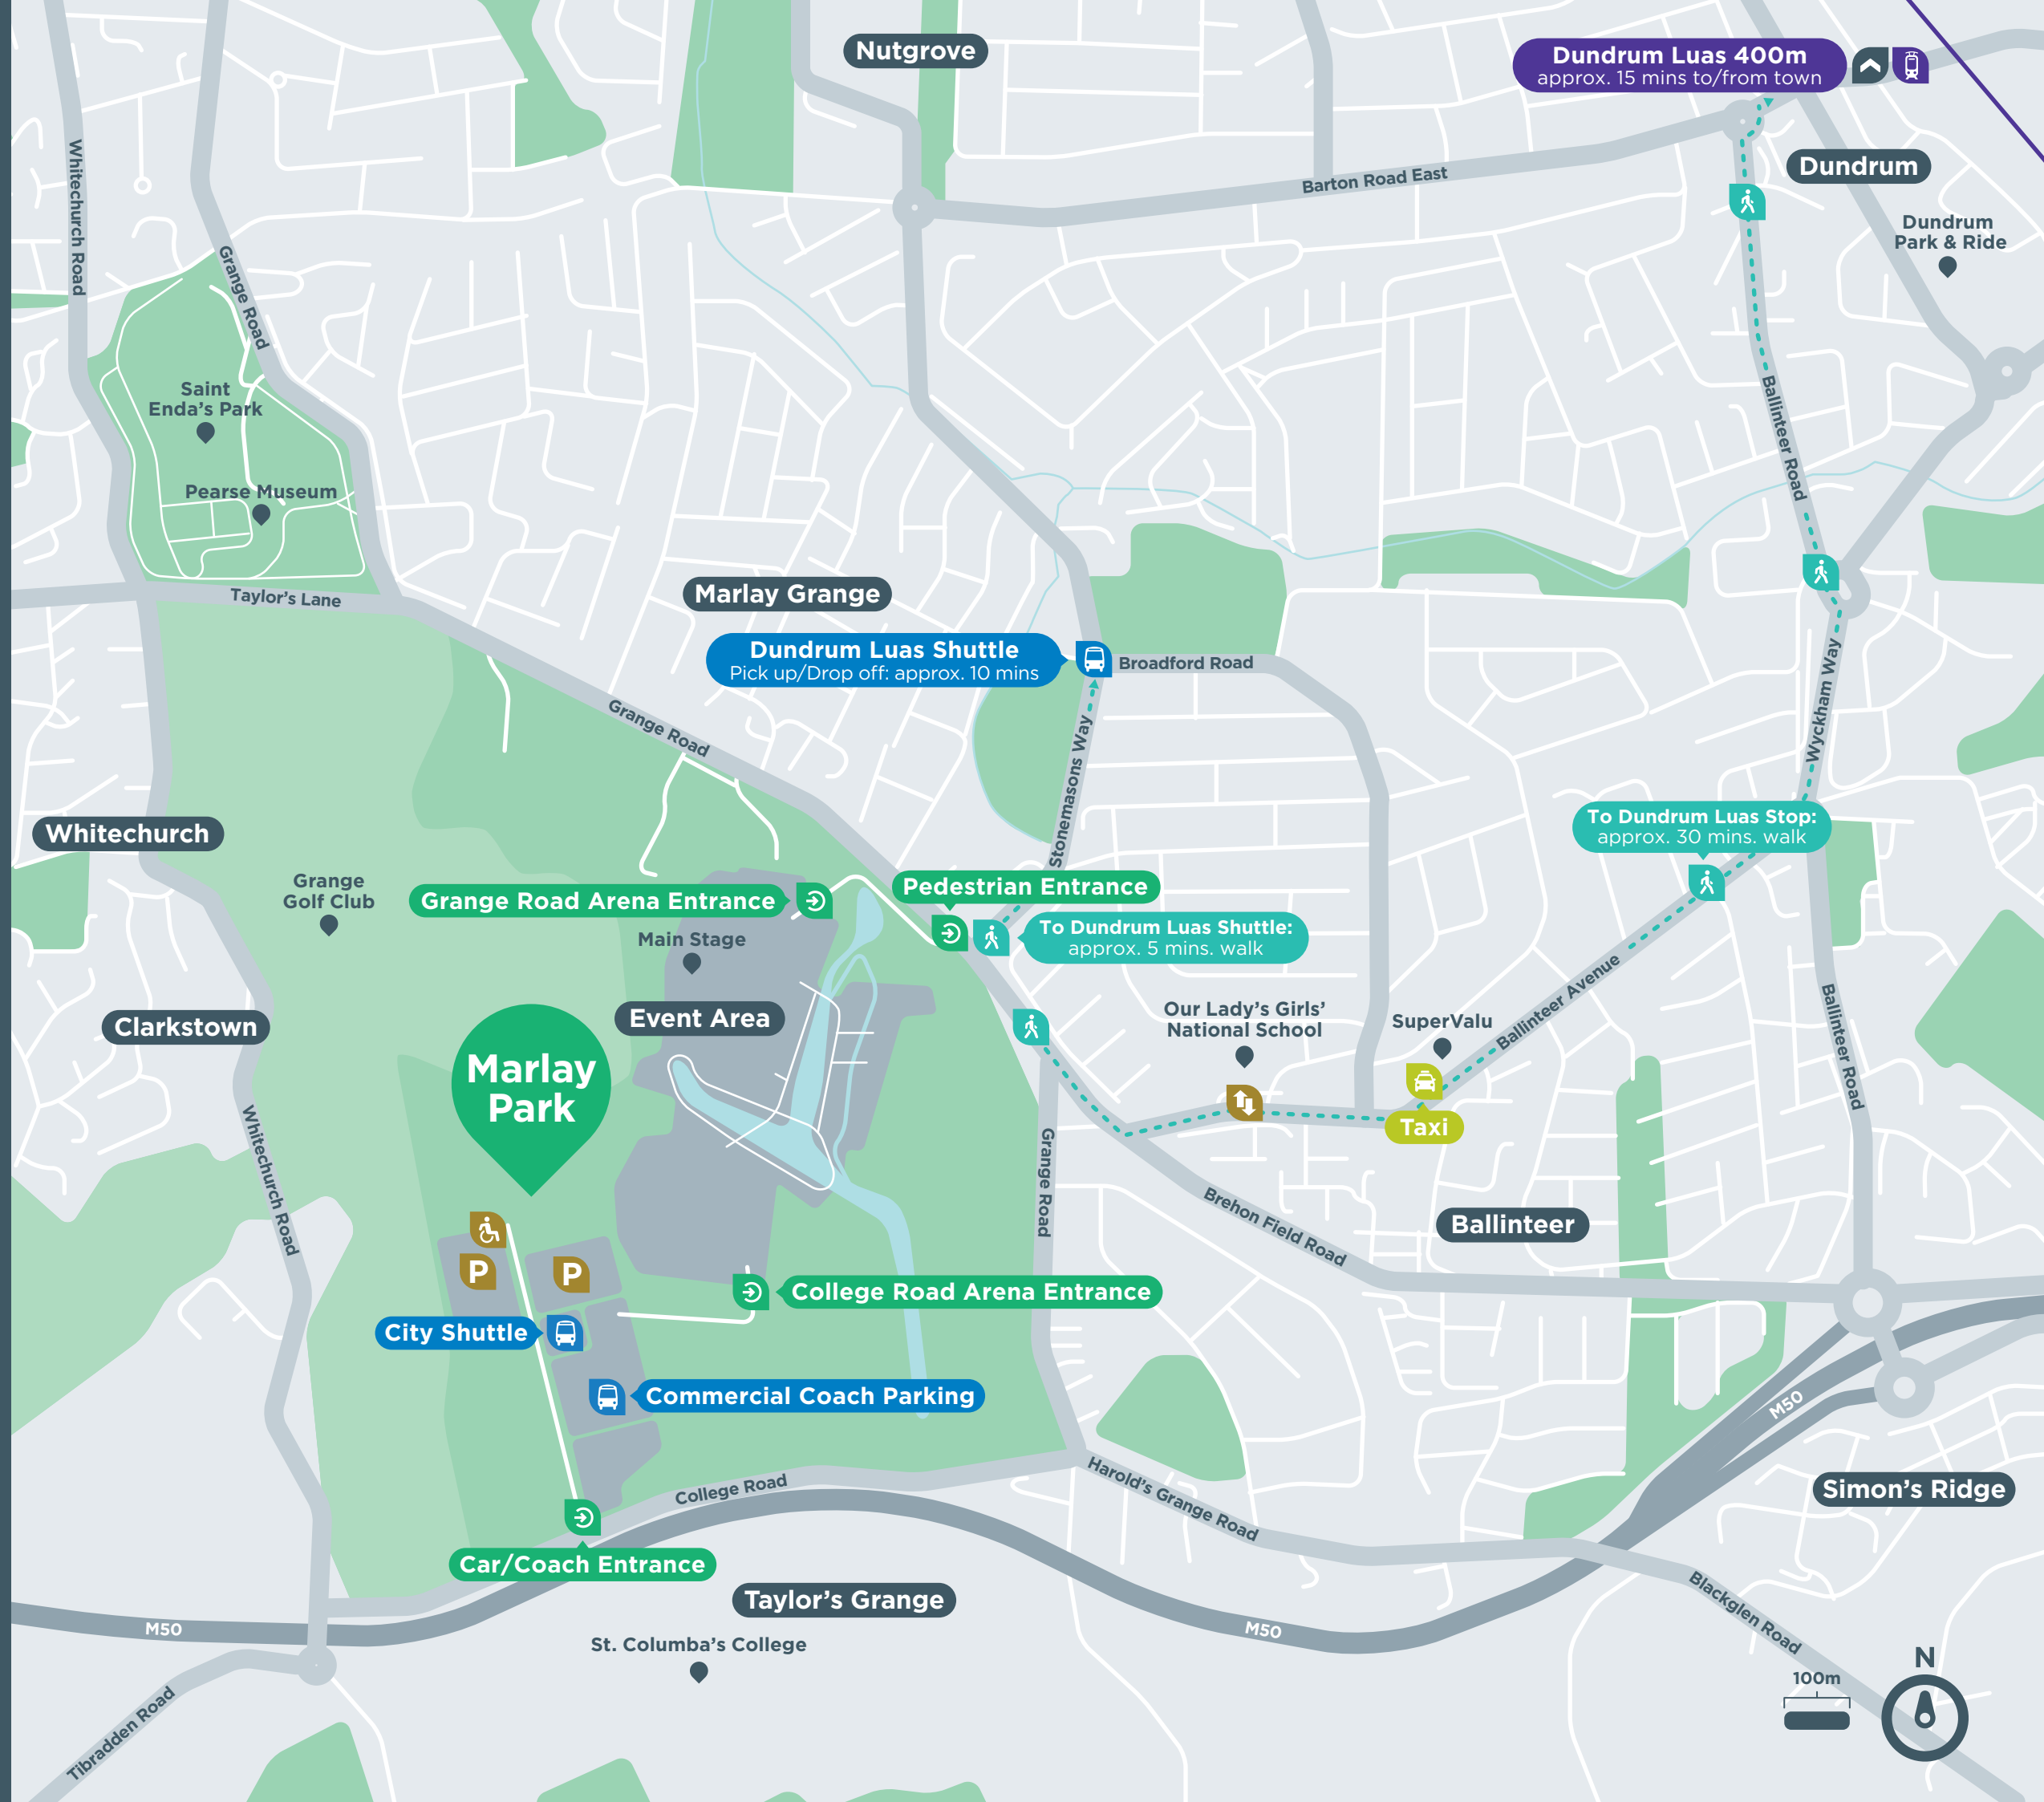 Nutgrove
Dundrum Luas 400m
approx. 15 mins to/from town
Dundrum
Barton Road East
Whitechurch Road
Grange Road
Dundrum
Park & Ride
Saint
Enda's Park
Pearse Museum
Ballinteer Road
Taylor's Lane
Marlay Grange
Dundrum Luas Shuttle
Pick up/Drop off: approx. 10 mins
Broadford Road
Grange Road
Stonemasons Way
Wyckham Way
Whitechurch
To Dundrum Luas Stop:
approx. 30 mins. walk
Grange
Golf Club
Grange Road Arena Entrance
Pedestrian Entrance
To Dundrum Luas Shuttle:
approx. 5 mins. walk
Main Stage
Event Area
Clarkstown
Our Lady's Girls'
National School
SuperValu
Ballinteer Avenue
Ballinteer Road
Marlay
Park
Taxi
Whitechurch Road
Grange Road
Brehon Field Road
Ballinteer
P
P
College Road Arena Entrance
City Shuttle
Commercial Coach Parking
M50
College Road
Harold's Grange Road
Simon's Ridge
Car/Coach Entrance
Taylor's Grange
M50
M50
St. Columba's College
Blackglen Road
Tibradden Road
100m
N